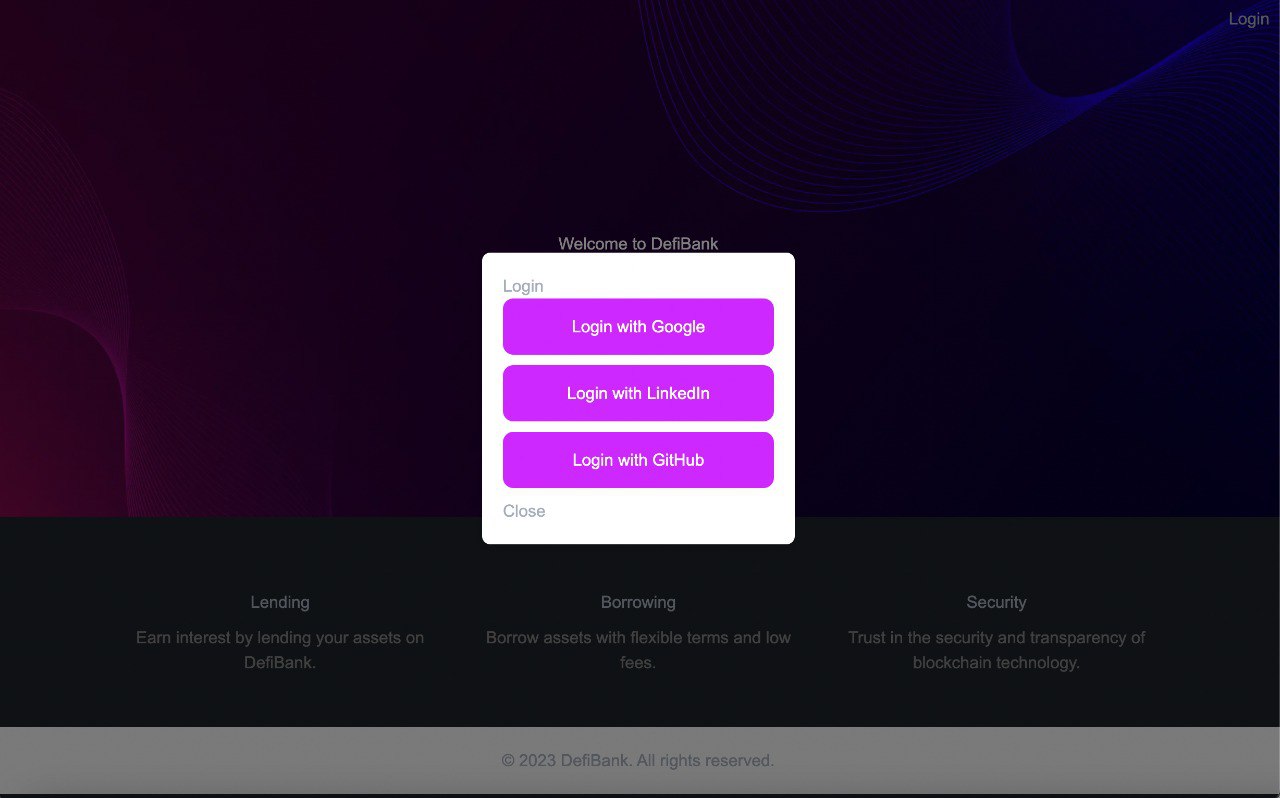 Login
Welcome to DefiBank
Login
Login with Google
Login with LinkedIn
Login with GitHub
Close
Lending
Earn interest by lending your assets on
DefiBank.
Borrowing
Borrow assets with flexible terms and low
fees.
Security
Trust in the security and transparency of
blockchain technology.
© 2023 DefiBank. All rights reserved.